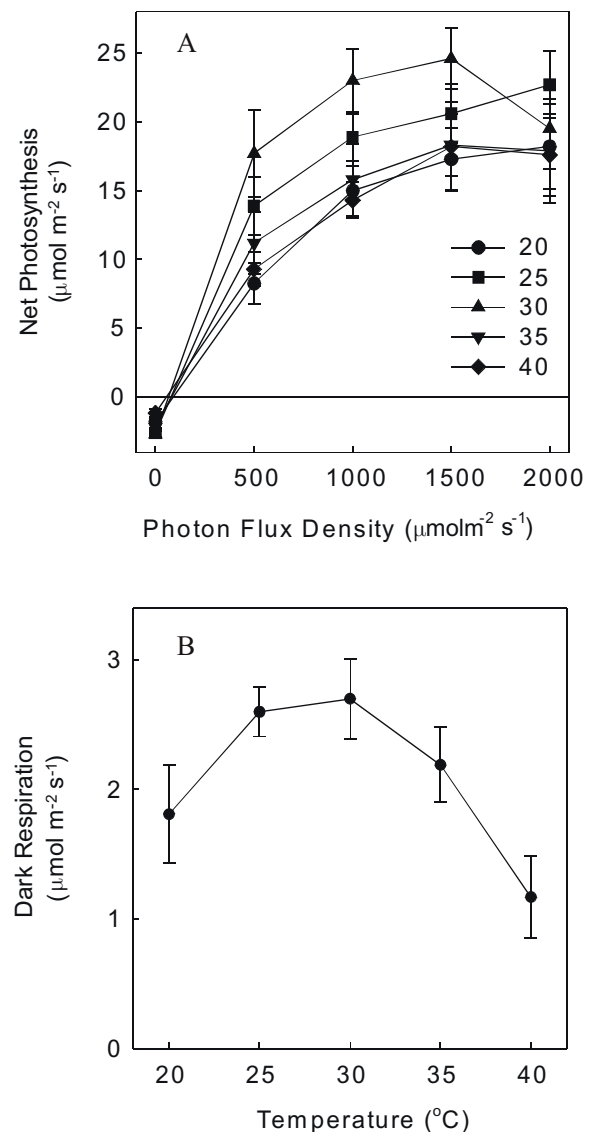 A
25
20
15
10
5
0
Net Photosynthesis
(μmol m-2 s-1)
20
25
30
35
40
0 500 1000 1500 2000
Photon Flux Density (μmolm-2 s-1)
B
3
2
1
0
Dark Respiration
(μmol m-2 s-1)
20 25 30 35 40
Temperature (oC)